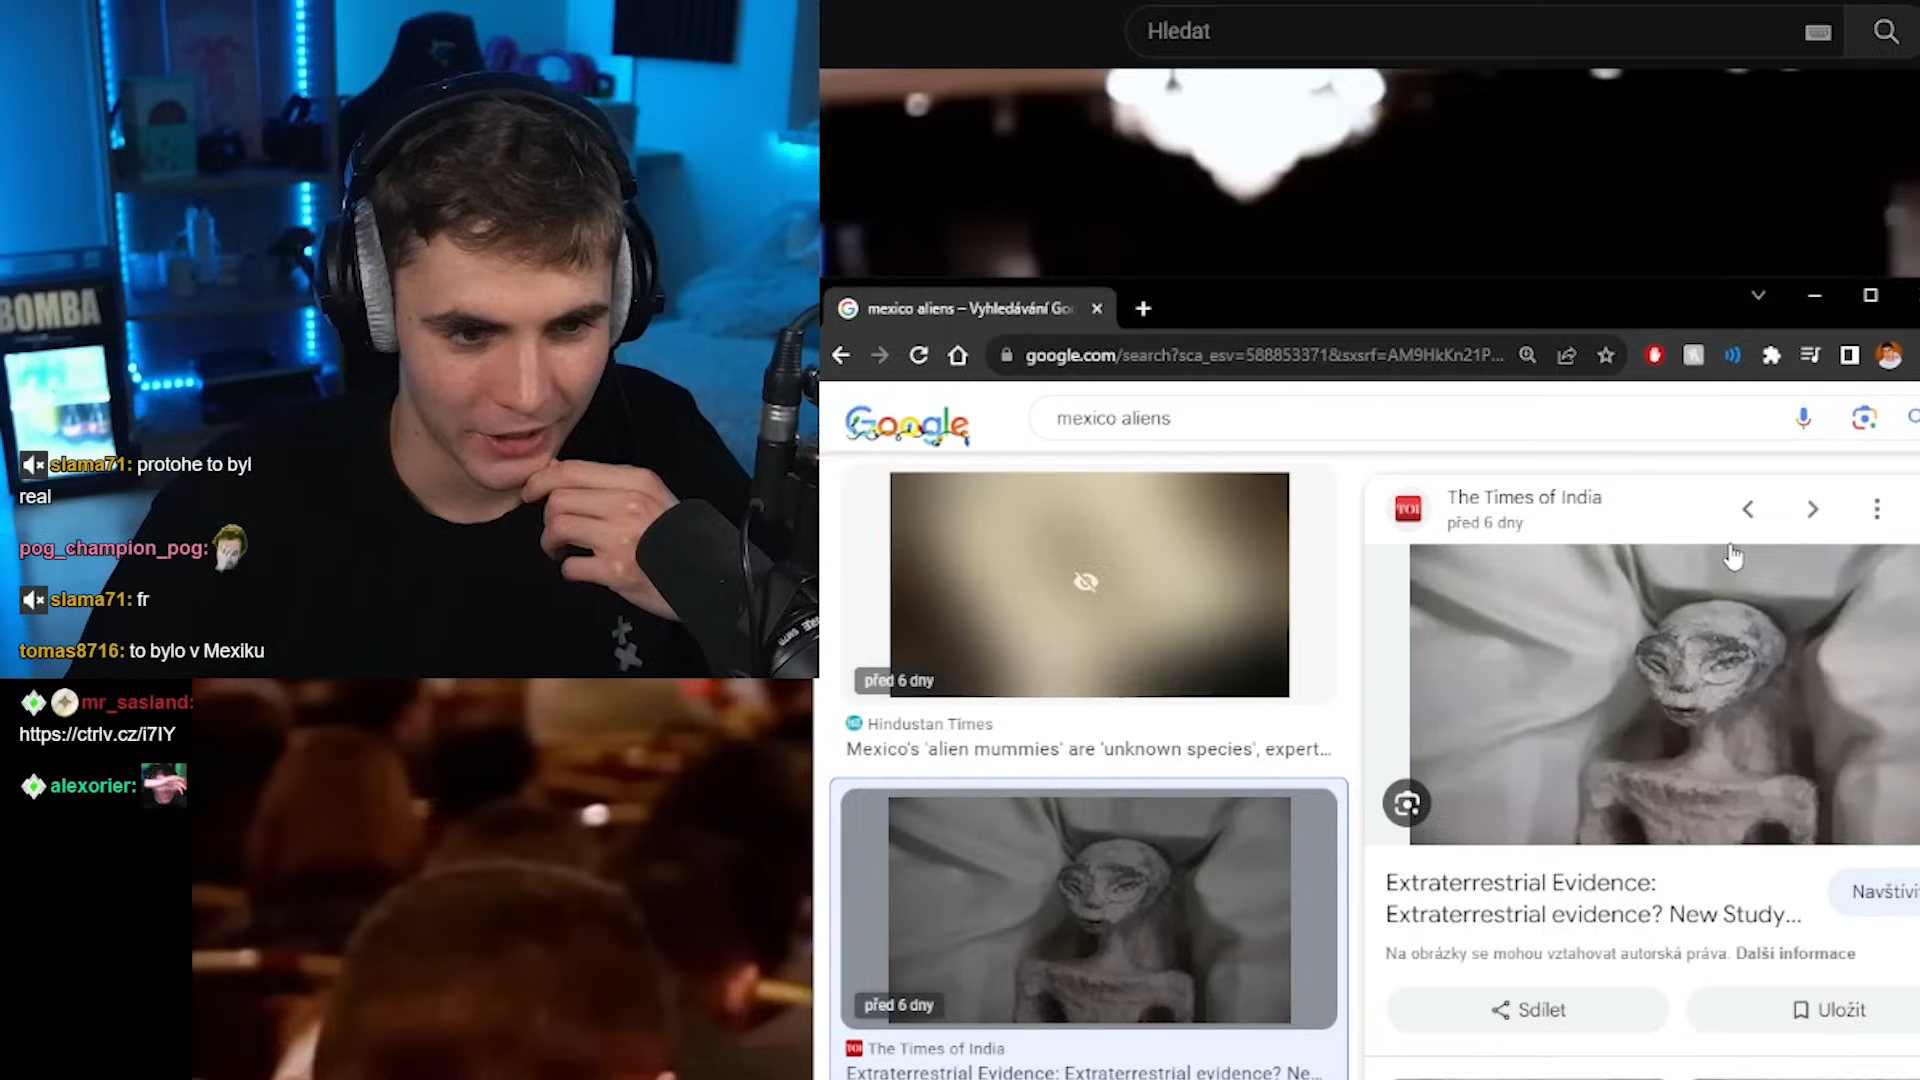 BOMBA
slama71: protohe to byl
real
pog_champion_pog:
slama71: fr
tomas8716: to bylo v Mexiku
mr_sasland:
https://ctrlv.cz/i7IY
alexorier:
Hledat
mexico aliens – Vyhledávání Go
google.com/search?sca_esv=588853371&sxsrf=AM9HkKn21P...
Google
mexico aliens
před 6 dny
Hindustan Times
Mexico's 'alien mummies' are 'unknown species', expert...
před 6 dny
TOI The Times of India
Extraterrestrial Evidence: Extraterrestrial evidence? Ne...
TOI
The Times of India
před 6 dny
Extraterrestrial Evidence:
Extraterrestrial evidence? New Study...
Navštívi
Na obrázky se mohou vztahovat autorská práva. Další informace
Sdílet
Uložit